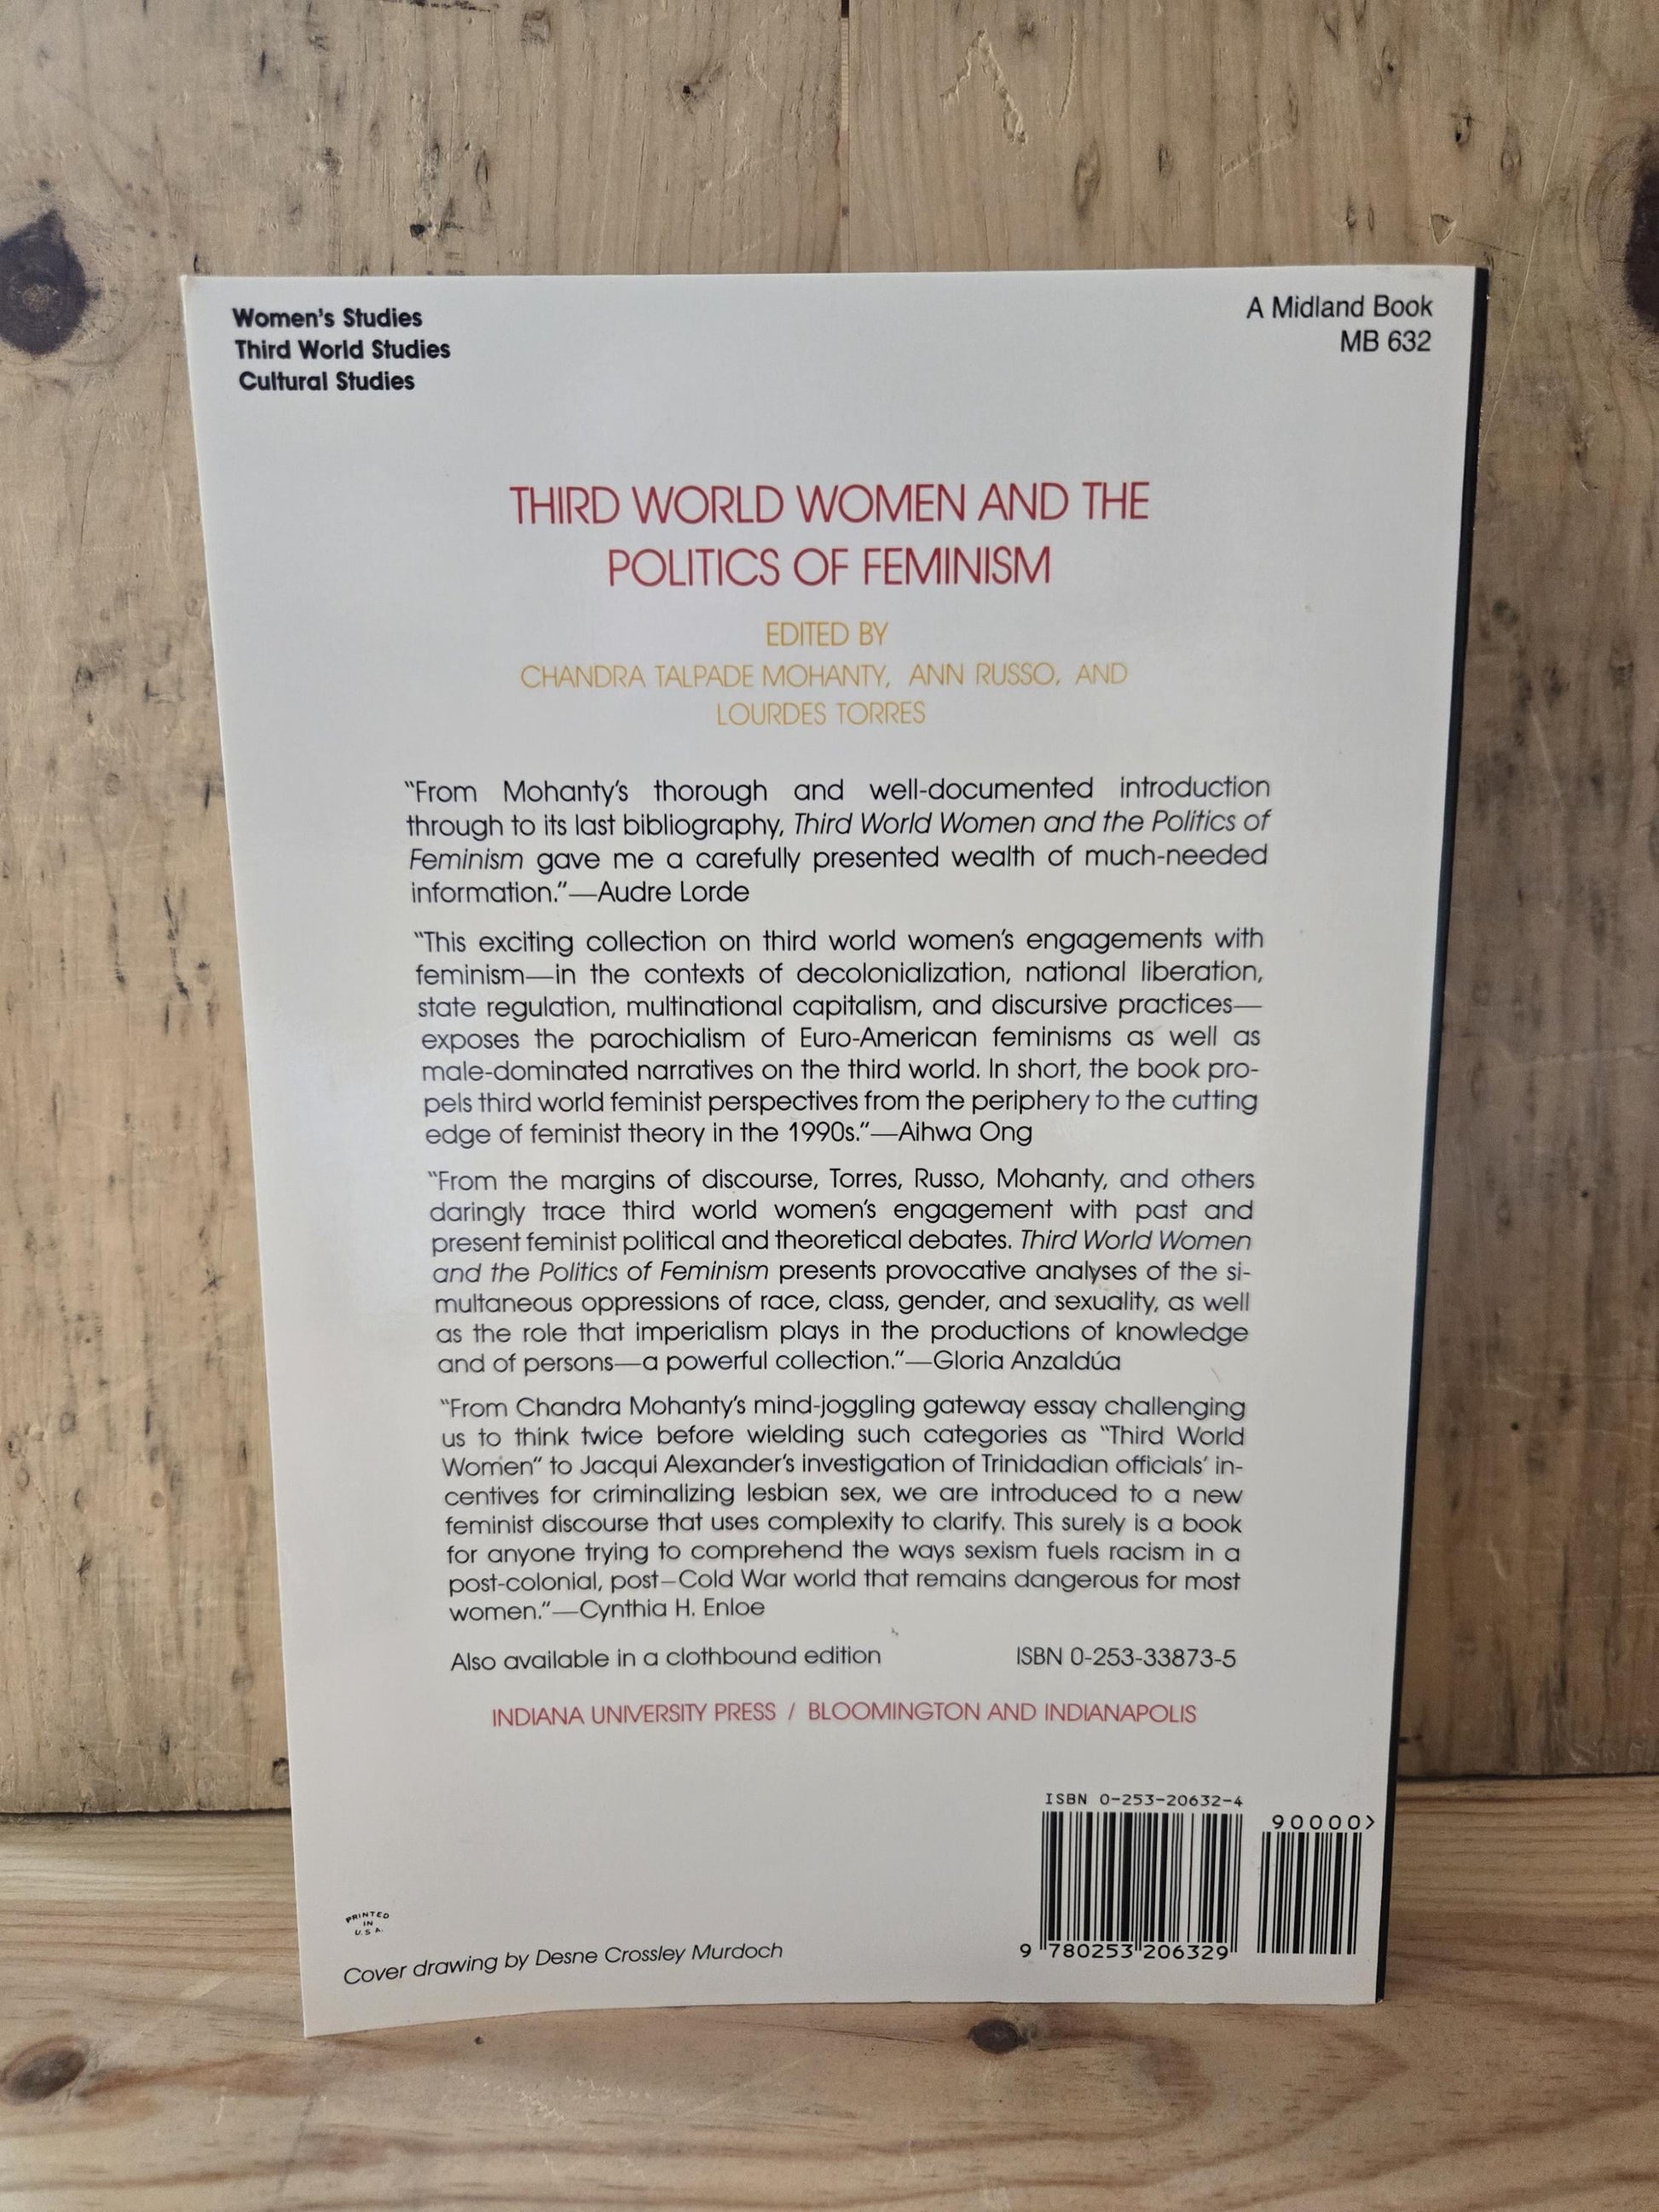 Women's Studies
Third World Studies
Cultural Studies
A Midland Book
MB 632
THIRD WORLD WOMEN AND THE
POLITICS OF FEMINISM
EDITED BY
CHANDRA TALPADE MOHANTY, ANN RUSSO, AND
LOURDES TORRES
"From Mohanty's thorough and well-documented introduction
through to its last bibliography, Third World Women and the Politics of
Feminism gave me a carefully presented wealth of much-needed
information."—Audre Lorde
"This exciting collection on third world women's engagements with
feminism—in the contexts of decolonialization, national liberation,
state regulation, multinational capitalism, and discursive practices—
exposes the parochialism of Euro-American feminisms as well as
male-dominated narratives on the third world. In short, the book pro-
pels third world feminist perspectives from the periphery to the cutting
edge of feminist theory in the 1990s."—Aihwa Ong
"From the margins of discourse, Torres, Russo, Mohanty, and others
daringly trace third world women's engagement with past and
present feminist political and theoretical debates. Third World Women
and the Politics of Feminism presents provocative analyses of the si-
multaneous oppressions of race, class, gender, and sexuality, as well
as the role that imperialism plays in the productions of knowledge
and of persons—a powerful collection."—Gloria Anzaldúa
"From Chandra Mohanty's mind-joggling gateway essay challenging
us to think twice before wielding such categories as "Third World
Women" to Jacqui Alexander's investigation of Trinidadian officials' in-
centives for criminalizing lesbian sex, we are introduced to a new
feminist discourse that uses complexity to clarify. This surely is a book
for anyone trying to comprehend the ways sexism fuels racism in a
post-colonial, post–Cold War world that remains dangerous for most
women."—Cynthia H. Enloe
Also available in a clothbound edition ISBN 0-253-33873-5
INDIANA UNIVERSITY PRESS / BLOOMINGTON AND INDIANAPOLIS
ISBN 0-253-20632-4
90000>
9 780253 206329
PRINTED
IN
U.S.A.
Cover drawing by Desne Crossley Murdoch